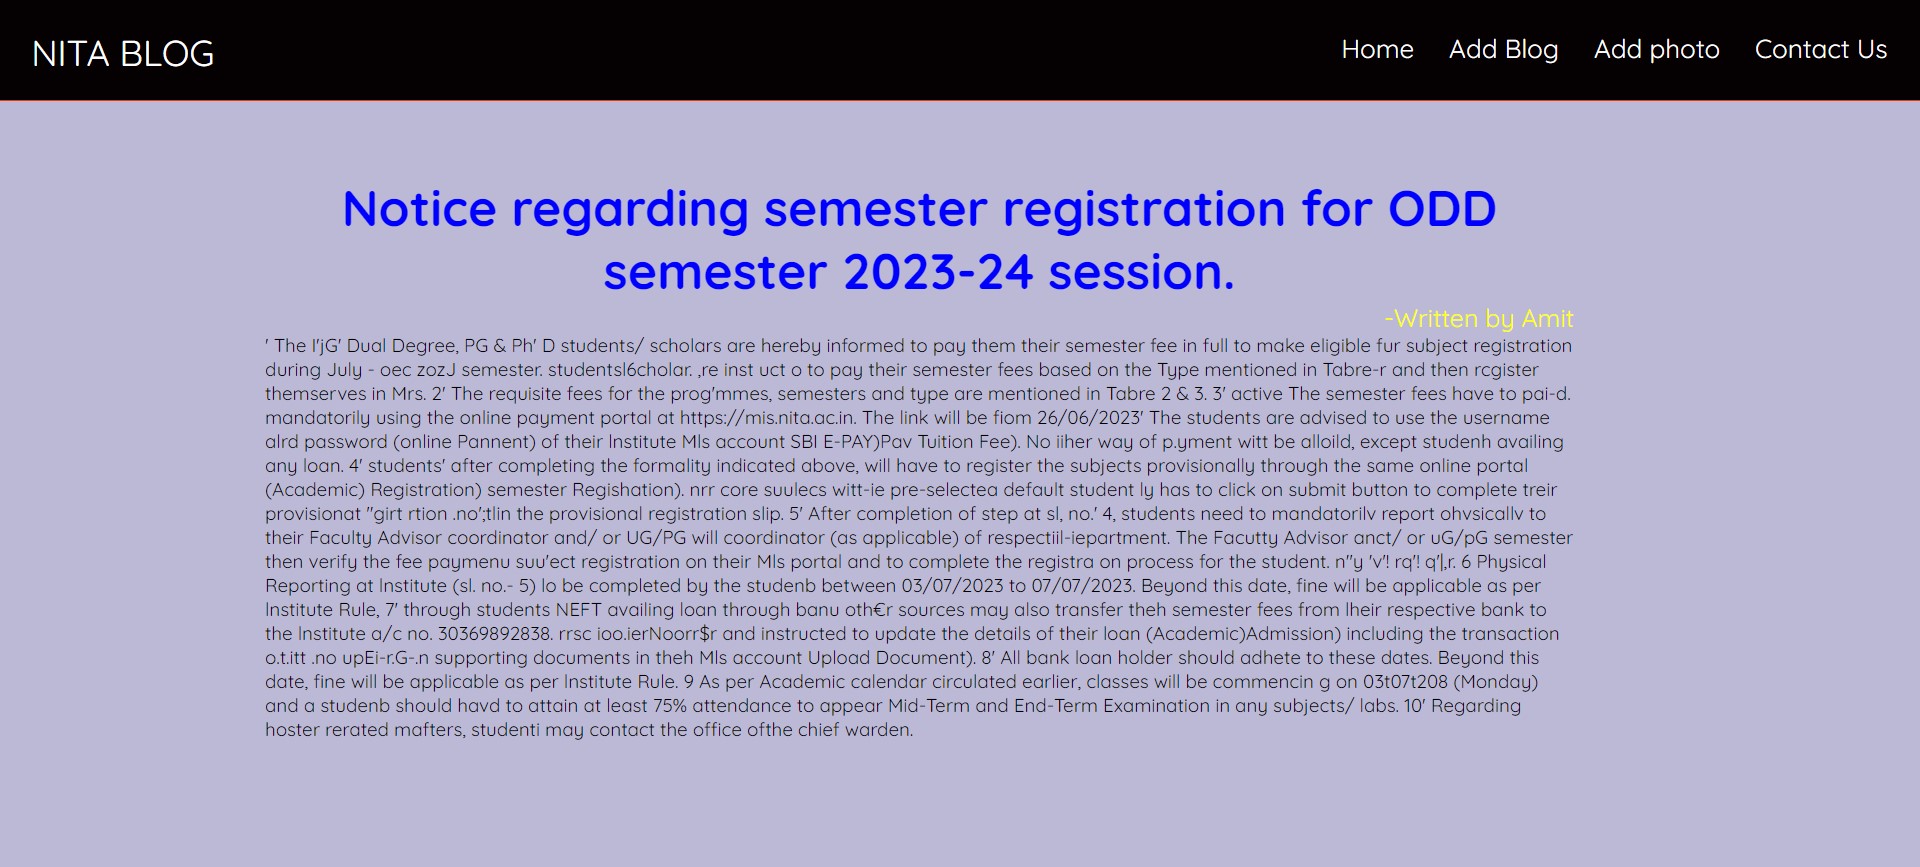 NITA BLOG
Home Add Blog Add photo Contact Us
Notice regarding semester registration for ODD
semester 2023-24 session.
-Written by Amit
' The I'jG' Dual Degree, PG & Ph' D students/ scholars are hereby informed to pay them their semester fee in full to make eligible fur subject registration
during July - oec zozJ semester. studentsl6cholar. ,re inst uct o to pay their semester fees based on the Type mentioned in Tabre-r and then rcgister
themserves in Mrs. 2' The requisite fees for the prog'mmes, semesters and type are mentioned in Tabre 2 & 3. 3' active The semester fees have to pai-d.
mandatorily using the online payment portal at https://mis.nita.ac.in. The link will be fiom 26/06/2023' The students are advised to use the username
alrd password (online Pannent) of their lnstitute Mls account SBI E-PAY)Pav Tuition Fee). No iiher way of p.yment witt be alloild, except studenh availing
any loan. 4' students' after completing the formality indicated above, will have to register the subjects provisionally through the same online portal
(Academic) Registration) semester Regishation). nrr core suulecs witt-ie pre-selectea default student ly has to click on submit button to complete treir
provisionat "girt rtion .no';tlin the provisional registration slip. 5' After completion of step at sl, no.' 4, students need to mandatorilv report ohvsicallv to
their Faculty Advisor coordinator and/ or UG/PG will coordinator (as applicable) of respectiil-iepartment. The Facutty Advisor anct/ or uG/pG semester
then verify the fee paymenu suu'ect registration on their Mls portal and to complete the registra on process for the student. n"y 'v'! rq'! q'|,r. 6 Physical
Reporting at lnstitute (sl. no.- 5) lo be completed by the studenb between 03/07/2023 to 07/07/2023. Beyond this date, fine will be applicable as per
lnstitute Rule, 7' through students NEFT availing loan through banu oth€r sources may also transfer theh semester fees from lheir respective bank to
the lnstitute a/c no. 30369892838. rrsc ioo.ierNoorr$r and instructed to update the details of their loan (Academic)Admission) including the transaction
o.t.itt .no upEi-r.G-.n supporting documents in theh Mls account Upload Document). 8' All bank loan holder should adhete to these dates. Beyond this
date, fine will be applicable as per lnstitute Rule. 9 As per Academic calendar circulated earlier, classes will be commencin g on 03t07t208 (Monday)
and a studenb should havd to attain at least 75% attendance to appear Mid-Term and End-Term Examination in any subjects/ labs. 10' Regarding
hoster rerated mafters, studenti may contact the office ofthe chief warden.